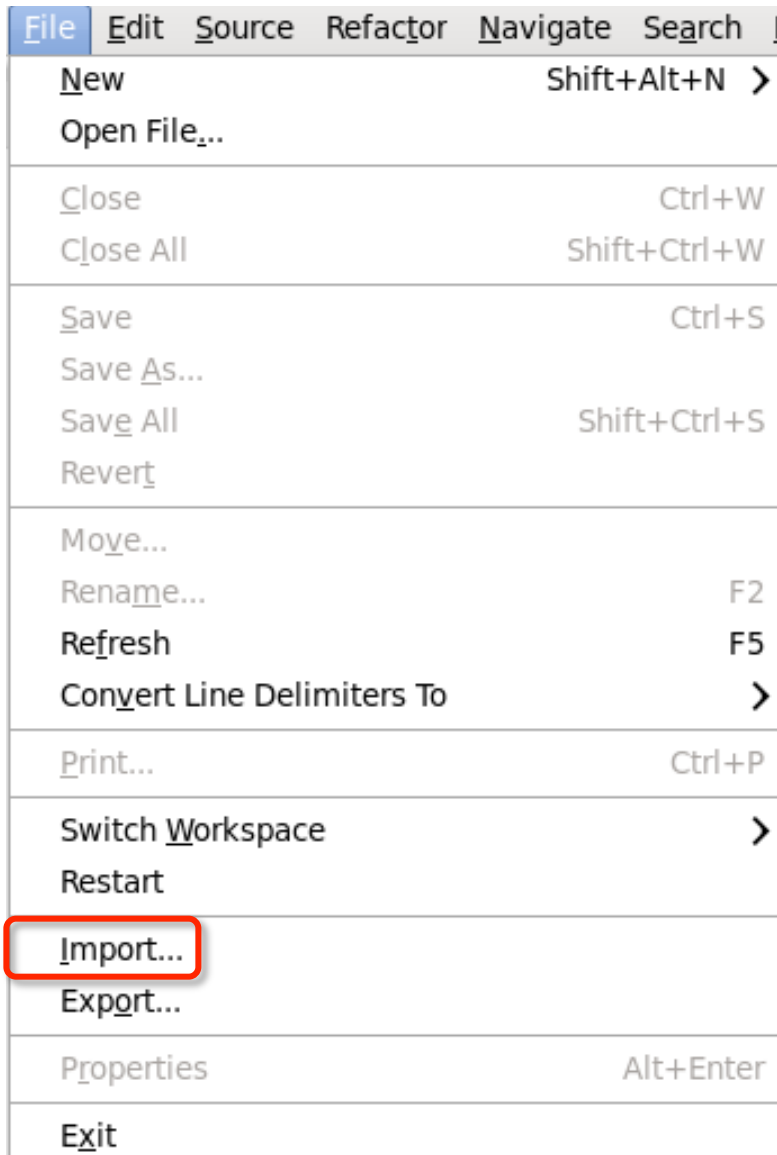 File Edit Source Refactor Navigate Search
New Shift+Alt+N
Open File...
Close Ctrl+W
Close All Shift+Ctrl+W
Save Ctrl+S
Save As...
Save All Shift+Ctrl+S
Revert
Move...
Rename... F2
Refresh F5
Convert Line Delimiters To
Print... Ctrl+P
Switch Workspace
Restart
Import...
Export...
Properties Alt+Enter
Exit